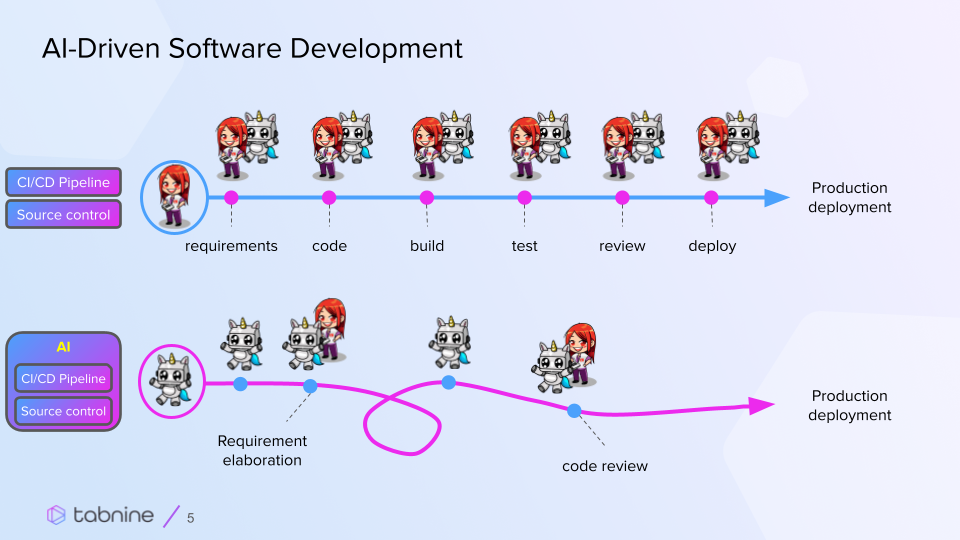 AI-Driven Software Development
CI/CD Pipeline
Source control
Production
deployment
requirements
code
build
test
review
deploy
AI
CI/CD Pipeline
Source control
Production
deployment
Requirement
elaboration
code review
tabnine
5